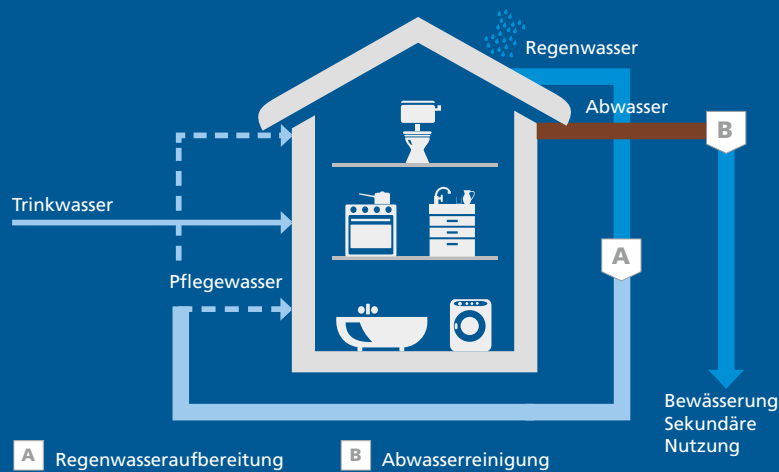 Regenwasser
Abwasser
B
Trinkwasser
A
Pflegewasser
Bewässerung
Sekundäre
Nutzung
A Regenwasseraufbereitung
B Abwasserreinigung